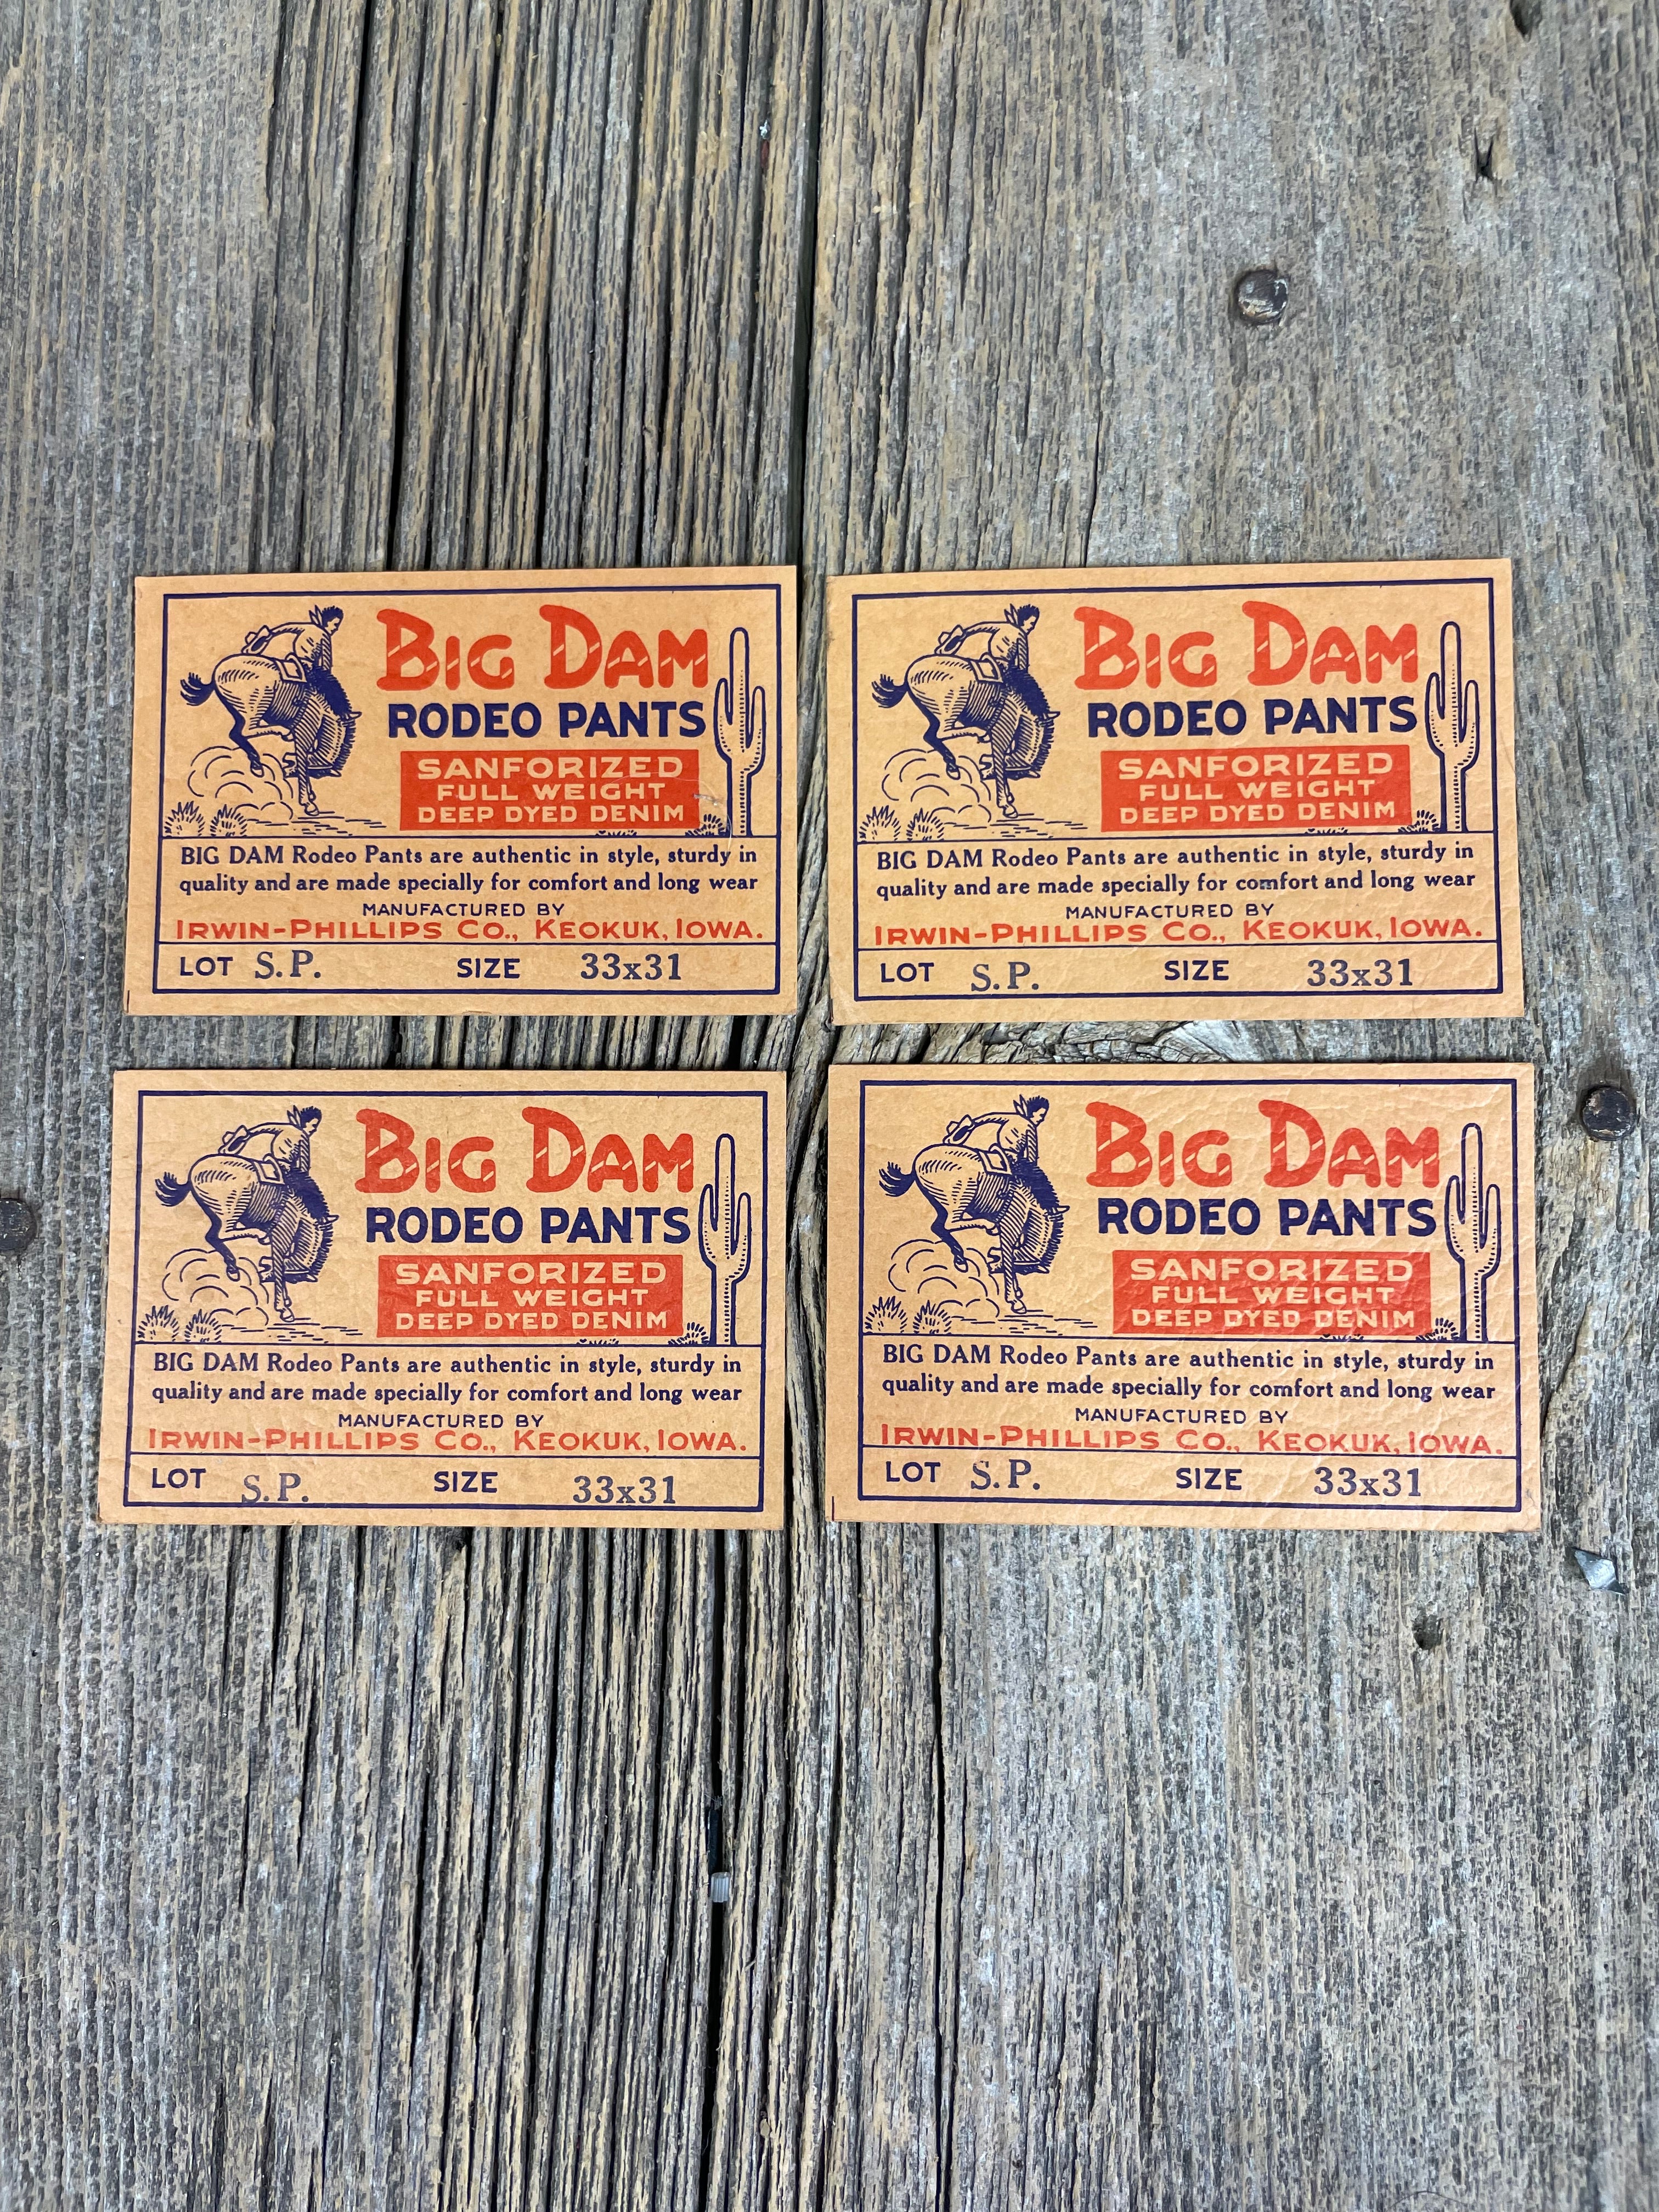 BIG DAM
RODEO PANTS
SANFORIZED
FULL WEIGHT
DEEP DYED DENIM
BIG DAM Rodeo Pants are authentic in style, sturdy in
quality and are made specially for comfort and long wear
MANUFACTURED BY
IRWIN-PHILLIPS CO., KEOKUK, IOWA.
LOT S.P. SIZE 33x31
BIG DAM
RODEO PANTS
SANFORIZED
FULL WEIGHT
DEEP DYED DENIM
BIG DAM Rodeo Pants are authentic in style, sturdy in
quality and are made specially for comfort and long wear
MANUFACTURED BY
IRWIN-PHILLIPS CO., KEOKUK, IOWA.
LOT S.P. SIZE 33x31
BIG DAM
RODEO PANTS
SANFORIZED
FULL WEIGHT
DEEP DYED DENIM
BIG DAM Rodeo Pants are authentic in style, sturdy in
quality and are made specially for comfort and long wear
MANUFACTURED BY
IRWIN-PHILLIPS CO., KEOKUK, IOWA.
LOT S.P. SIZE 33x31
BIG DAM
RODEO PANTS
SANFORIZED
FULL WEIGHT
DEEP DYED DENIM
BIG DAM Rodeo Pants are authentic in style, sturdy in
quality and are made specially for comfort and long wear
MANUFACTURED BY
IRWIN-PHILLIPS CO., KEOKUK, IOWA.
LOT S.P. SIZE 33x31